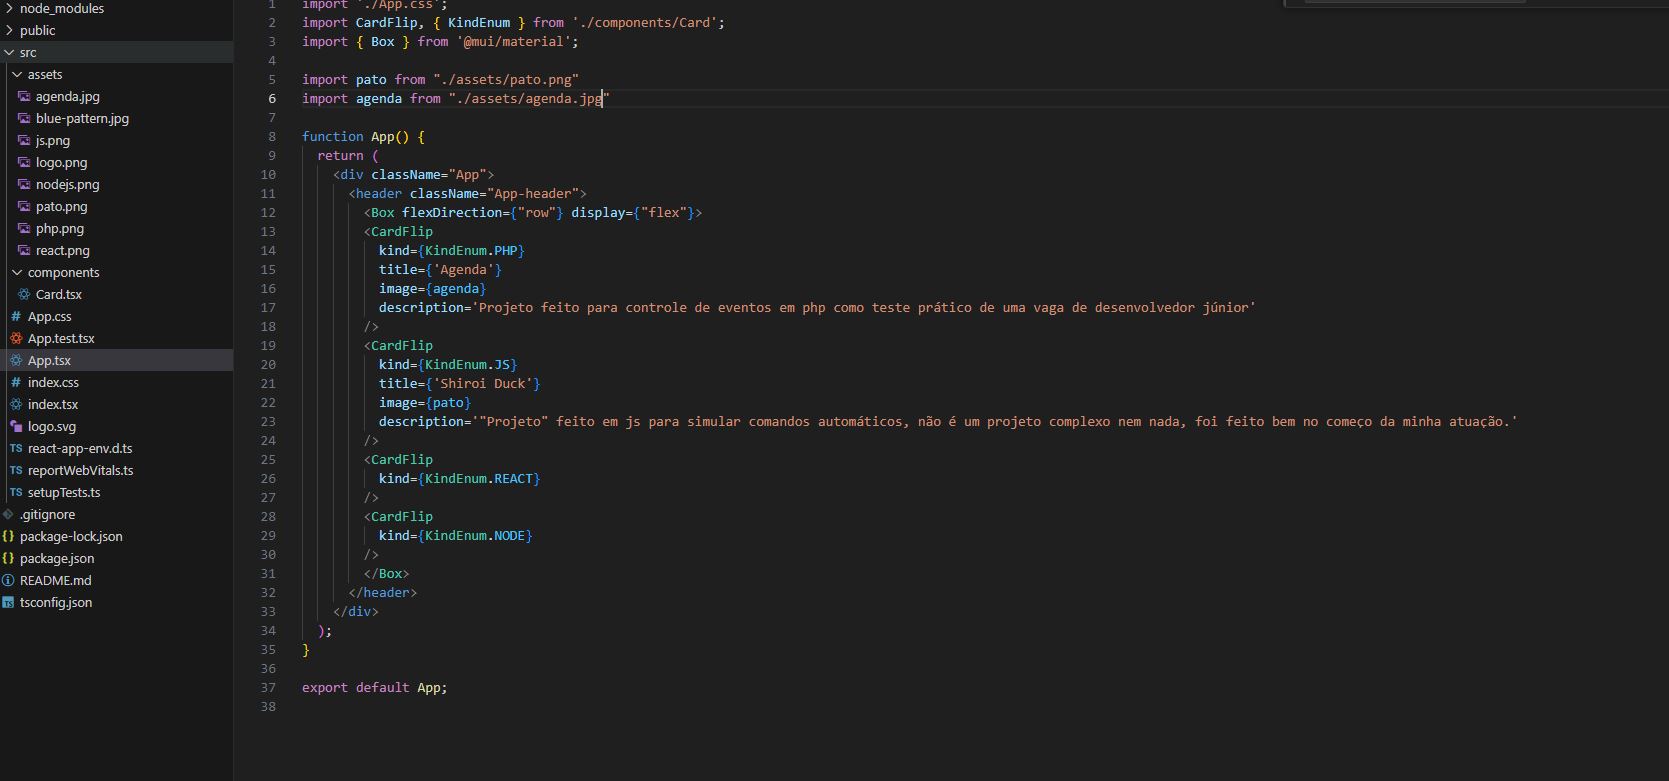 node_modules
public
src
assets
agenda.jpg
blue-pattern.jpg
js.png
logo.png
nodejs.png
pato.png
php.png
react.png
components
Card.tsx
# App.css
App.test.tsx
App.tsx
# index.css
index.tsx
logo.svg
TS react-app-env.d.ts
TS reportWebVitals.ts
TS setupTests.ts
.gitignore
{} package-lock.json
{} package.json
README.md
TS tsconfig.json
1 import './App.css';
2 import CardFlip, { KindEnum } from './components/Card';
3 import { Box } from '@mui/material';
4
5 import pato from "./assets/pato.png"
6 import agenda from "./assets/agenda.jpg"
7
8 function App() {
9 return (
10 <div className="App">
11 <header className="App-header">
12 <Box flexDirection={"row"} display={"flex"}>
13 <CardFlip
14 kind={KindEnum.PHP}
15 title={'Agenda'}
16 image={agenda}
17 description='Projeto feito para controle de eventos em php como teste prático de uma vaga de desenvolvedor júnior'
18 />
19 <CardFlip
20 kind={KindEnum.JS}
21 title={'Shiroi Duck'}
22 image={pato}
23 description='"Projeto" feito em js para simular comandos automáticos, não é um projeto complexo nem nada, foi feito bem no começo da minha atuação.'
24 />
25 <CardFlip
26 kind={KindEnum.REACT}
27 />
28 <CardFlip
29 kind={KindEnum.NODE}
30 />
31 </Box>
32 </header>
33 </div>
34 );
35 }
36
37 export default App;
38